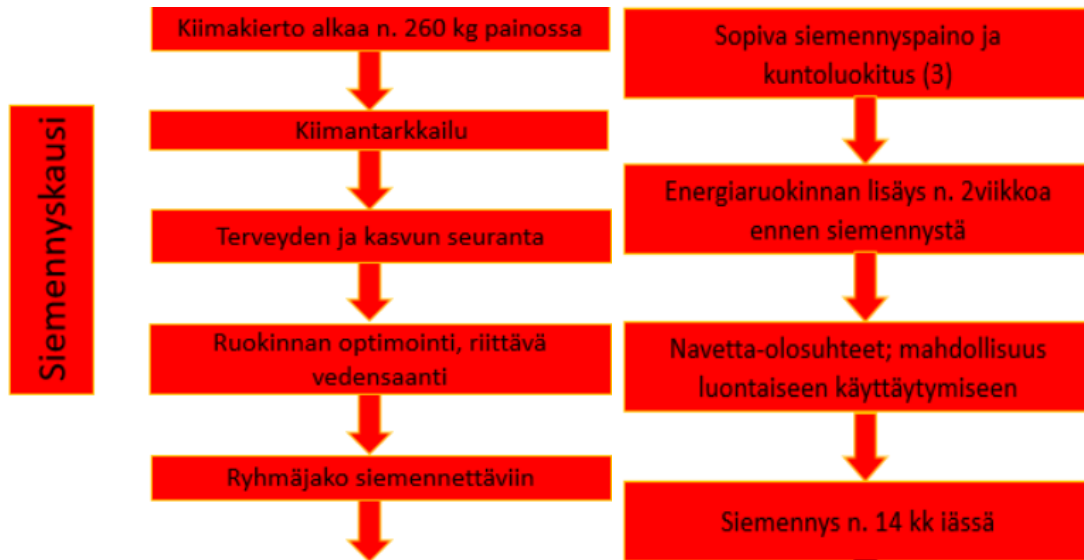 Siemennyskausi
Kiimakierto alkaa n. 260 kg painossa
Kiimantarkkailu
Terveyden ja kasvun seuranta
Ruokinnan optimointi, riittävä
vedensaanti
Ryhmäjako siemennettäviin
Sopiva siemennyspaino ja
kuntoluokitus (3)
Energiaruokinnan lisäys n. 2viikkoa
ennen siemennystä
Navetta-olosuhteet; mahdollisuus
luontaiseen käyttäytymiseen
Siemennys n. 14 kk iässä